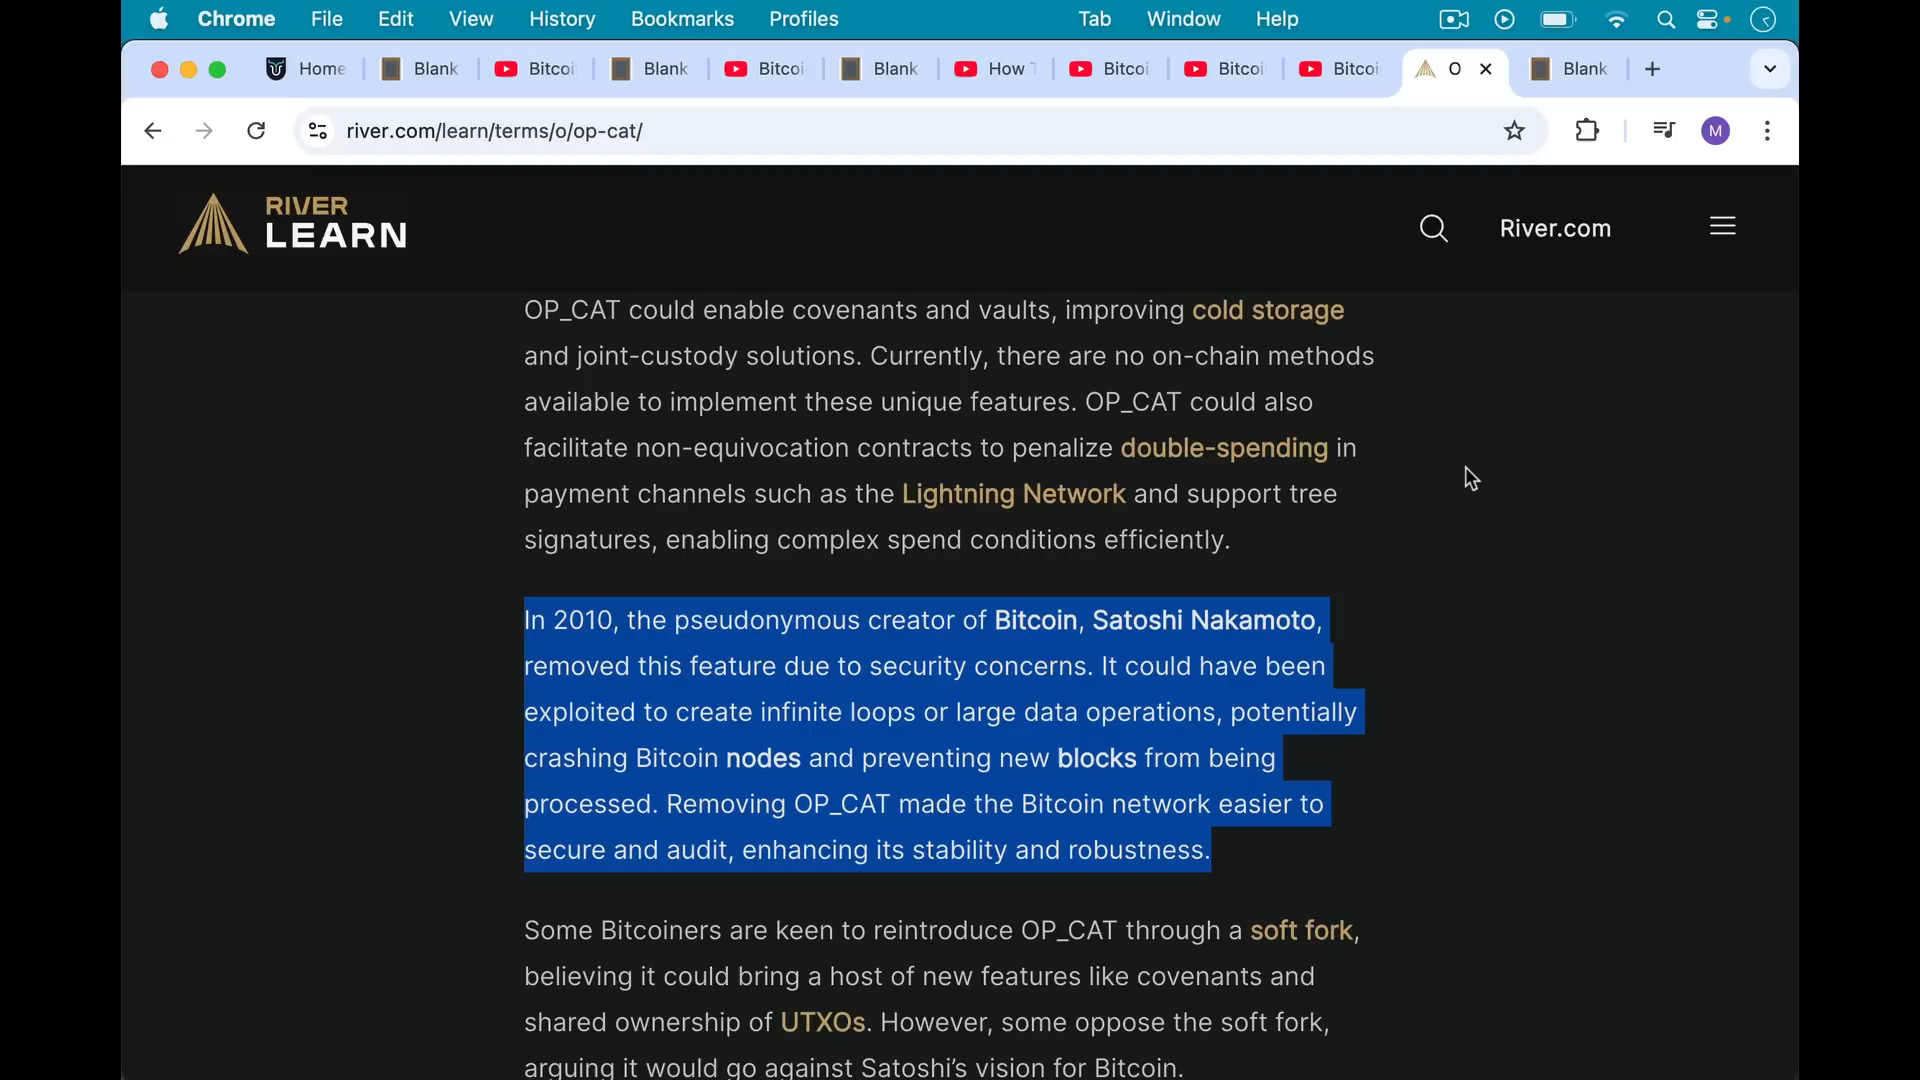 Chrome File Edit View History Bookmarks Profiles Tab Window Help
Home Blank Bitcoi Blank Bitcoi Blank How Bitcoi Bitcoi Bitcoi O Blank
river.com/learn/terms/o/op-cat/
M
RIVER
LEARN
River.com
OP_CAT could enable covenants and vaults, improving cold storage
and joint-custody solutions. Currently, there are no on-chain methods
available to implement these unique features. OP_CAT could also
facilitate non-equivocation contracts to penalize double-spending in
payment channels such as the Lightning Network and support tree
signatures, enabling complex spend conditions efficiently.
In 2010, the pseudonymous creator of Bitcoin, Satoshi Nakamoto,
removed this feature due to security concerns. It could have been
exploited to create infinite loops or large data operations, potentially
crashing Bitcoin nodes and preventing new blocks from being
processed. Removing OP_CAT made the Bitcoin network easier to
secure and audit, enhancing its stability and robustness.
Some Bitcoiners are keen to reintroduce OP_CAT through a soft fork,
believing it could bring a host of new features like covenants and
shared ownership of UTXOs. However, some oppose the soft fork,
arguing it would go against Satoshi's vision for Bitcoin.